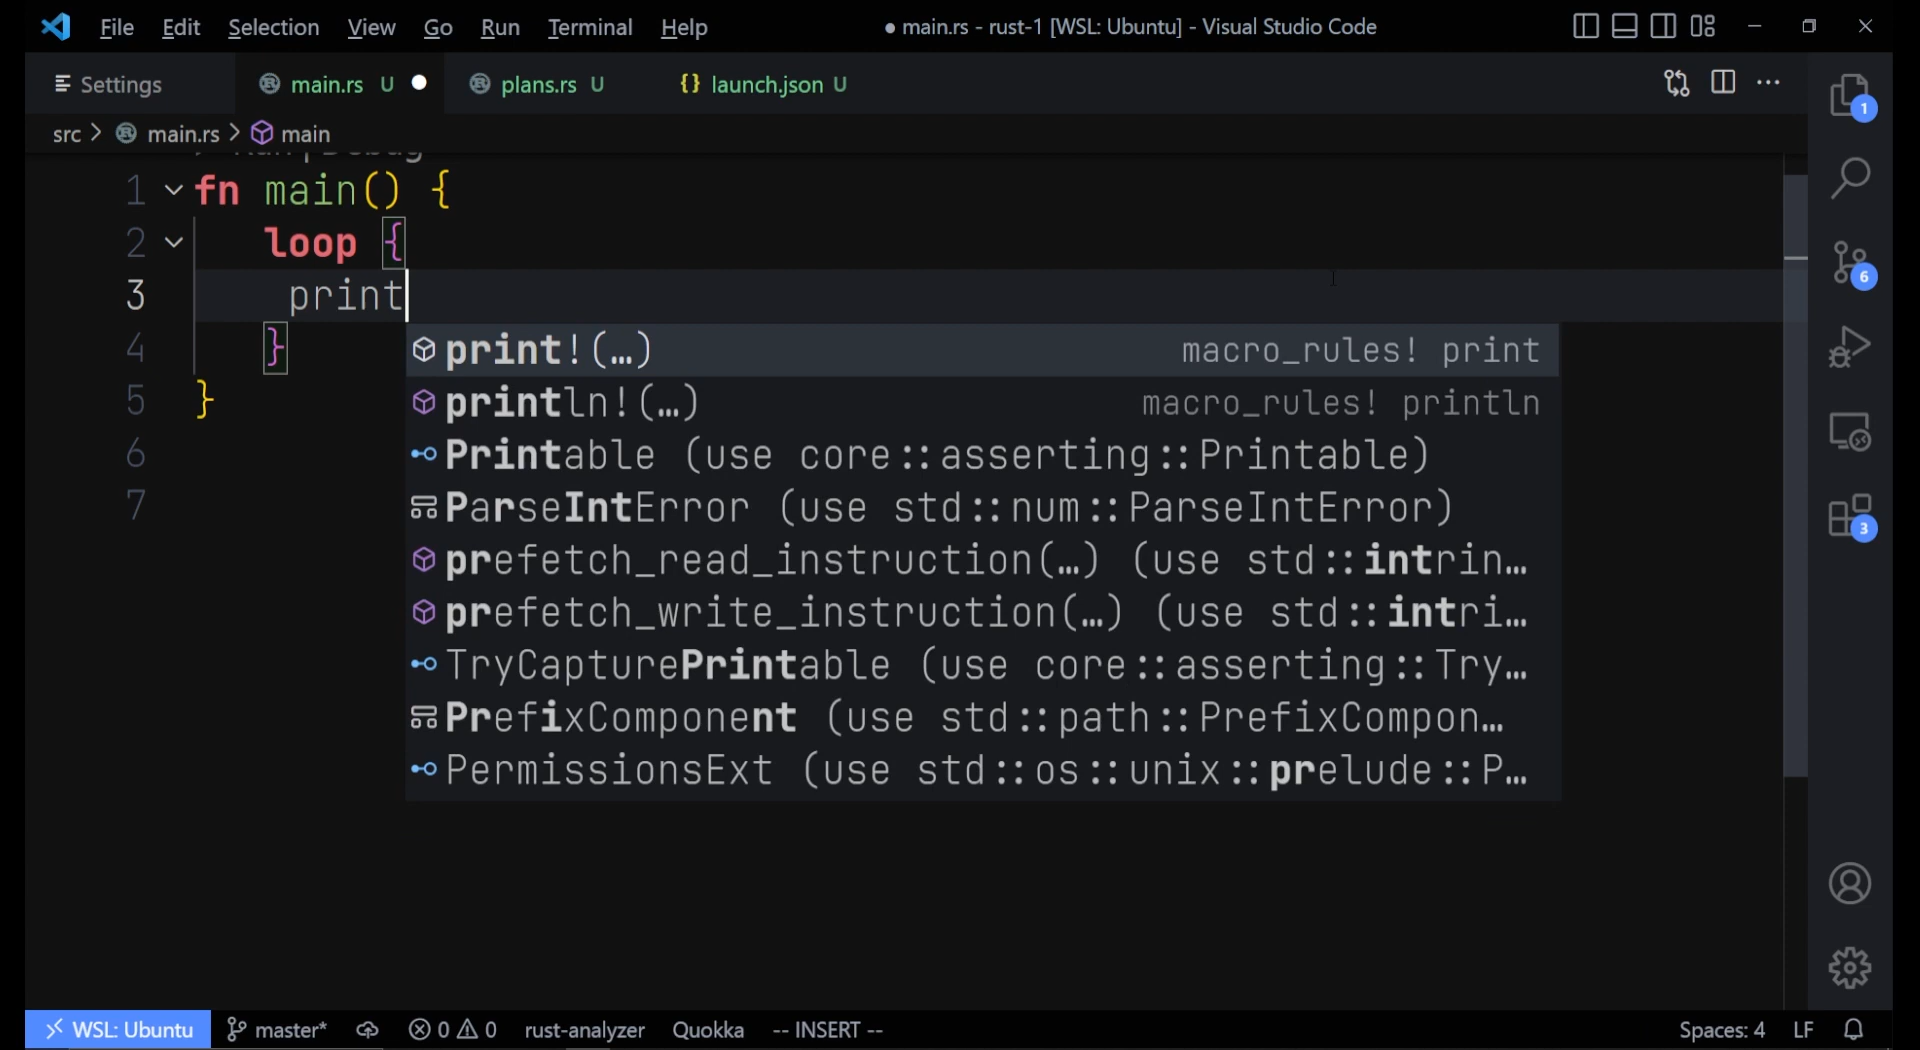 File Edit Selection View Go Run Terminal Help
● main.rs - rust-1 [WSL: Ubuntu] - Visual Studio Code
Settings
main.rs U
plans.rs U
{} launch.json U
src > main.rs > main
Run | Debug
1 fn main() {
2 loop {
3 print
4 }
5 }
6
7
print!(…) macro_rules! print
println!(…) macro_rules! println
Printable (use core::asserting::Printable)
ParseIntError (use std::num::ParseIntError)
prefetch_read_instruction(…) (use std::intrin…
prefetch_write_instruction(…) (use std::intri…
TryCapturePrintable (use core::asserting::Try…
PrefixComponent (use std::path::PrefixCompon…
PermissionsExt (use std::os::unix::prelude::P…
1
6
3
WSL: Ubuntu master* 0 0 rust-analyzer Quokka -- INSERT -- Spaces: 4 LF